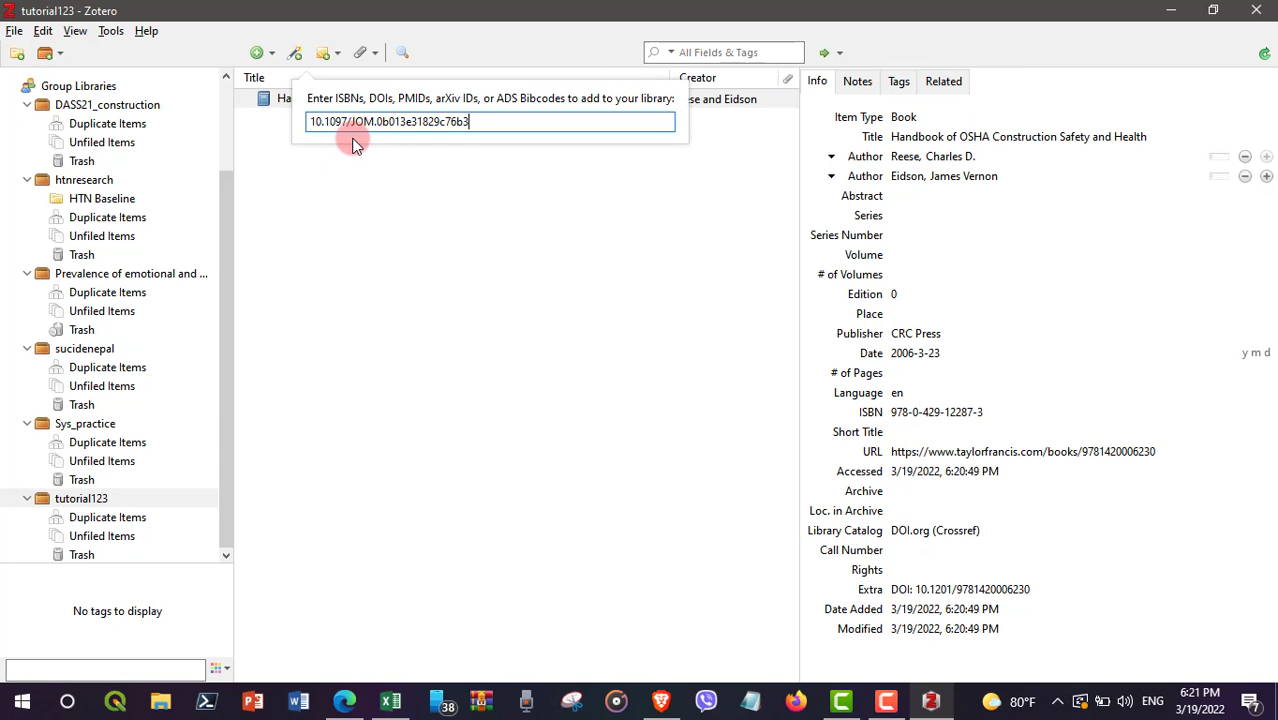 tutorial123 - Zotero
File Edit View Tools Help
All Fields & Tags
Group Libraries
DASS21_construction
Duplicate Items
Unfiled Items
Trash
htnresearch
HTN Baseline
Duplicate Items
Unfiled Items
Trash
Prevalence of emotional and ...
Duplicate Items
Unfiled Items
Trash
sucidenepal
Duplicate Items
Unfiled Items
Trash
Sys_practice
Duplicate Items
Unfiled Items
Trash
tutorial123
Duplicate Items
Unfiled Items
Trash
No tags to display
Title Creator
Enter ISBNs, DOIs, PMIDs, arXiv IDs, or ADS Bibcodes to add to your library:
10.1097/JOM.0b013e31829c76b3
and Eidson
Info Notes Tags Related
Item Type Book
Title Handbook of OSHA Construction Safety and Health
Author Reese, Charles D.
Author Eidson, James Vernon
Abstract
Series
Series Number
Volume
# of Volumes
Edition 0
Place
Publisher CRC Press
Date 2006-3-23 y m d
# of Pages
Language en
ISBN 978-0-429-12287-3
Short Title
URL https://www.taylorfrancis.com/books/9781420006230
Accessed 3/19/2022, 6:20:49 PM
Archive
Loc. in Archive
Library Catalog DOI.org (Crossref)
Call Number
Rights
Extra DOI: 10.1201/9781420006230
Date Added 3/19/2022, 6:20:49 PM
Modified 3/19/2022, 6:20:49 PM
38
80°F
ENG
6:21 PM
3/19/2022
7